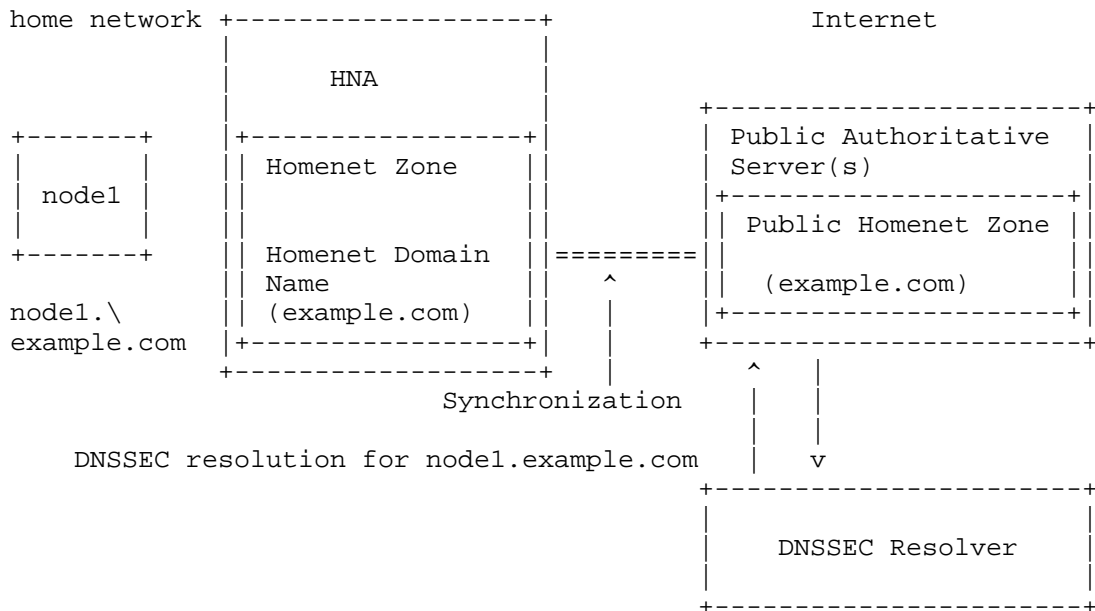 home network Internet
HNA
Public Authoritative
Homenet Zone Server(s)
node1
Public Homenet Zone
Homenet Domain =========
Name ^ (example.com)
node1.\ (example.com)
example.com
^
Synchronization
DNSSEC resolution for node1.example.com v
DNSSEC Resolver